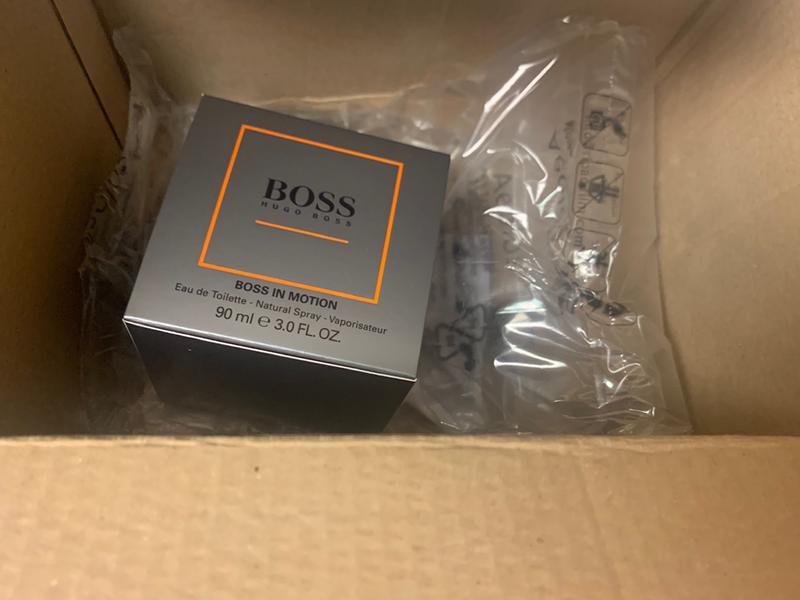 BOSS
HUGO BOSS
BOSS IN MOTION
Eau de Toilette - Natural Spray - Vaporisateur
90 ml ℮ 3.0 FL. OZ.